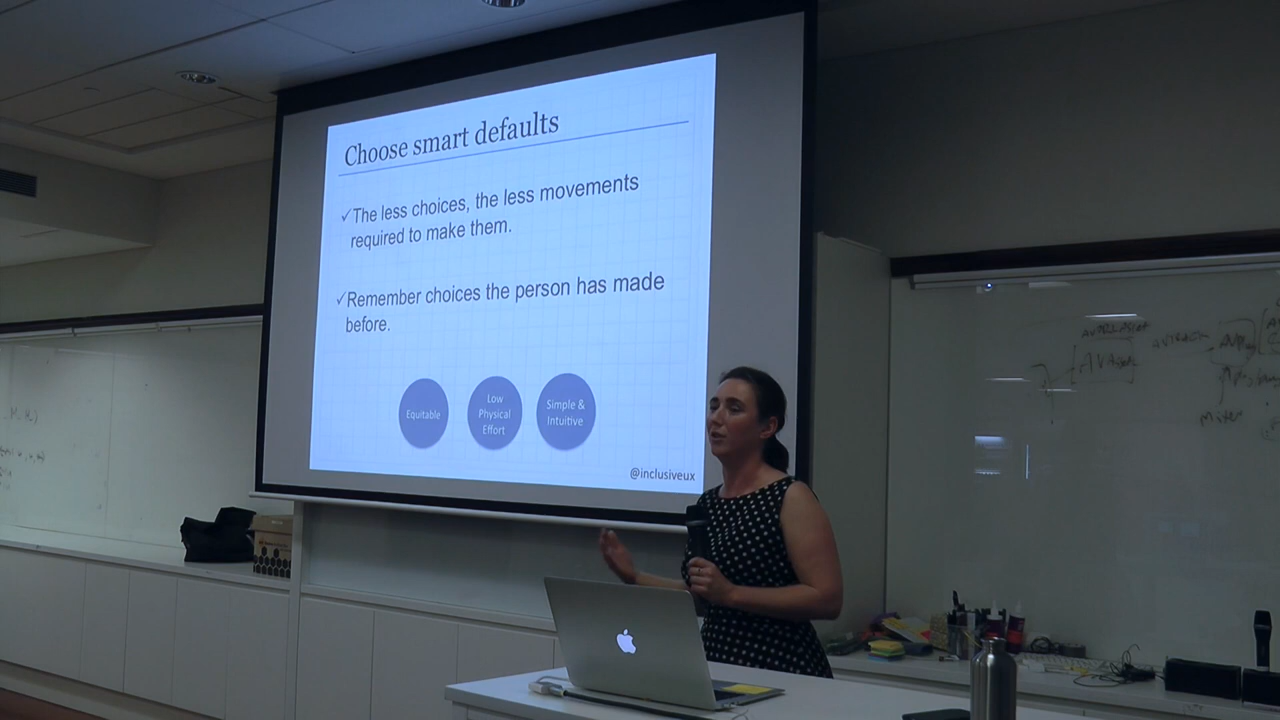 Choose smart defaults
✓The less choices, the less movements
required to make them.
✓Remember choices the person has made
before.
Equitable
Low
Physical
Effort
Simple &
Intuitive
@inclusiveux